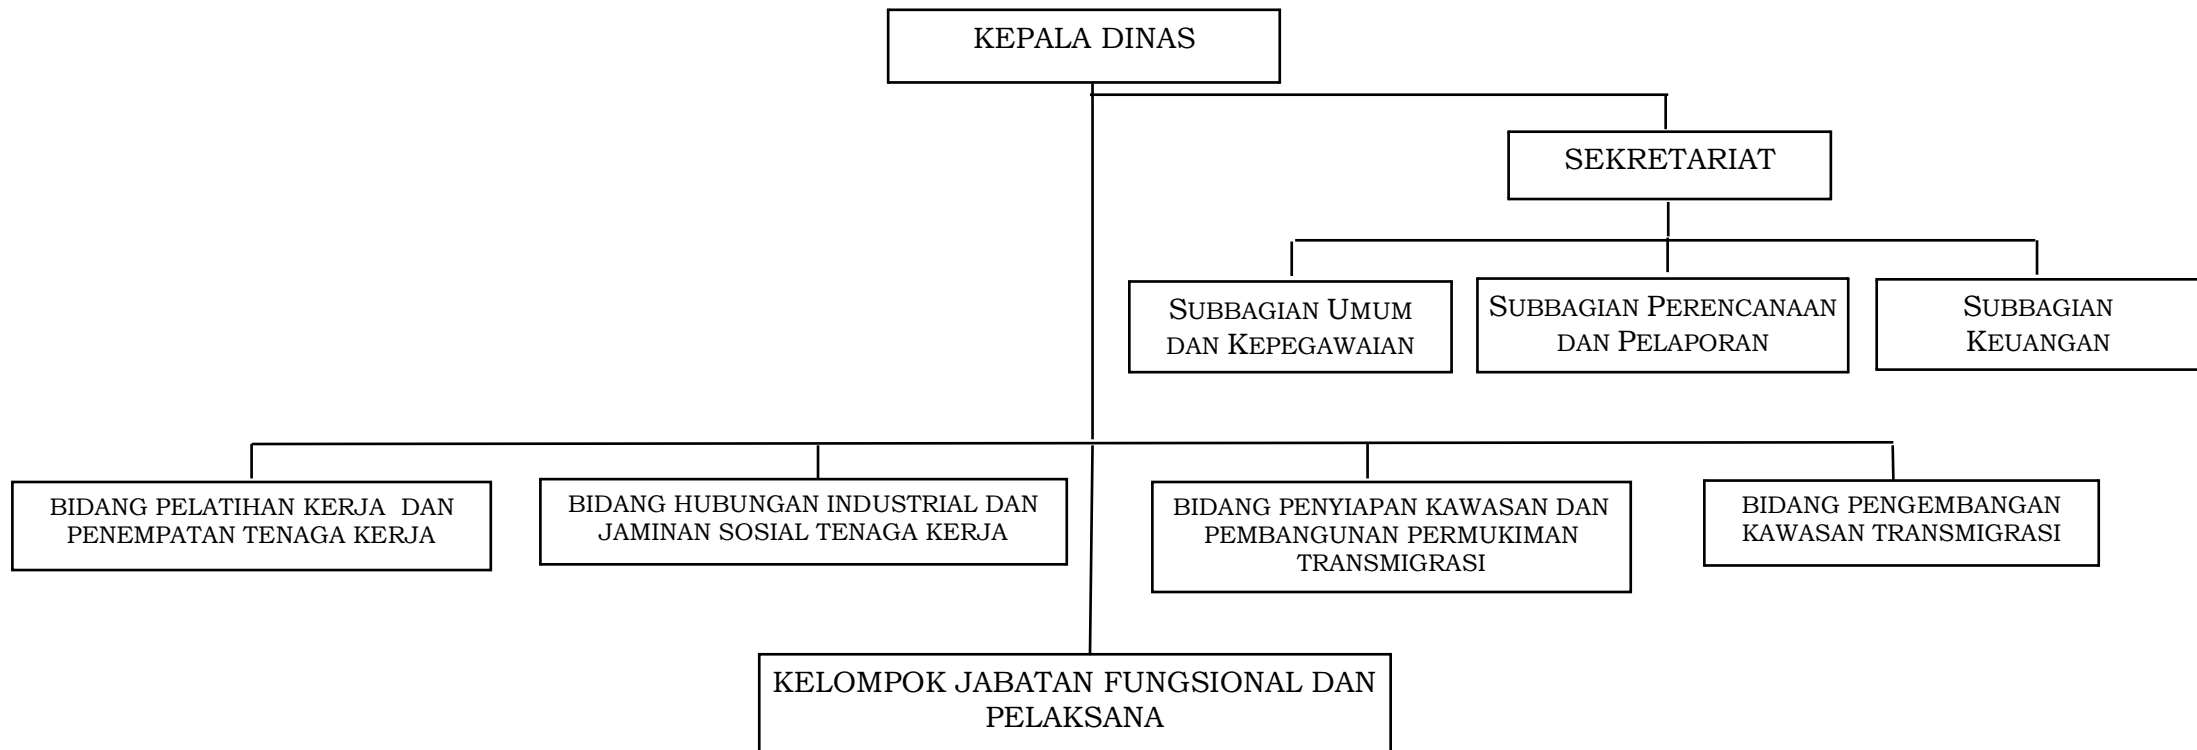 KEPALA DINAS
SEKRETARIAT
SUBBAGIAN UMUM
DAN KEPEGAWAIAN
SUBBAGIAN PERENCANAAN
DAN PELAPORAN
SUBBAGIAN
KEUANGAN
BIDANG PELATIHAN KERJA DAN
PENEMPATAN TENAGA KERJA
BIDANG HUBUNGAN INDUSTRIAL DAN
JAMINAN SOSIAL TENAGA KERJA
BIDANG PENYIAPAN KAWASAN DAN
PEMBANGUNAN PERMUKIMAN
TRANSMIGRASI
BIDANG PENGEMBANGAN
KAWASAN TRANSMIGRASI
KELOMPOK JABATAN FUNGSIONAL DAN
PELAKSANA